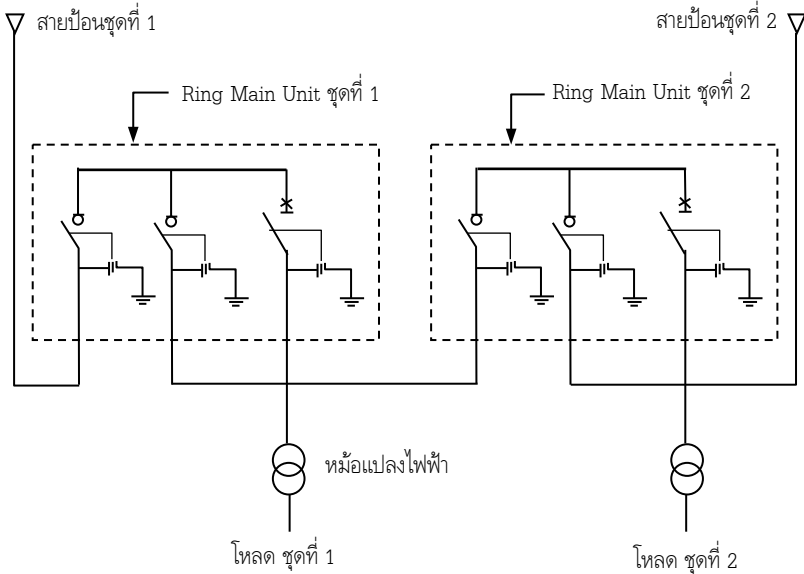 สายป้อนชุดที่ 1
สายป้อนชุดที่ 2
Ring Main Unit ชุดที่ 1
Ring Main Unit ชุดที่ 2
หม้อแปลงไฟฟ้า
โหลด ชุดที่ 1
โหลด ชุดที่ 2